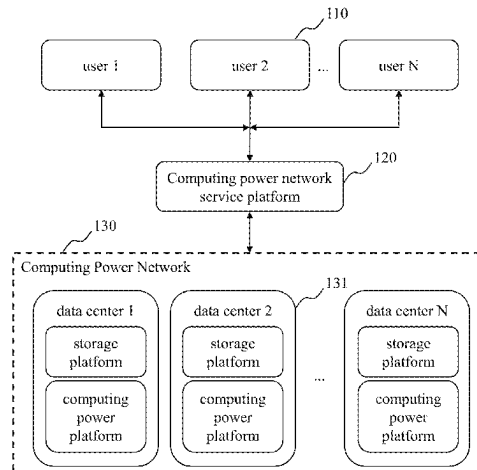 110
user 1
user 2
...
user N
120
Computing power network
service platform
130
Computing Power Network
131
data center 1
storage
platform
computing
power
platform
data center 2
storage
platform
computing
power
platform
...
data center N
storage
platform
computing
power
platform